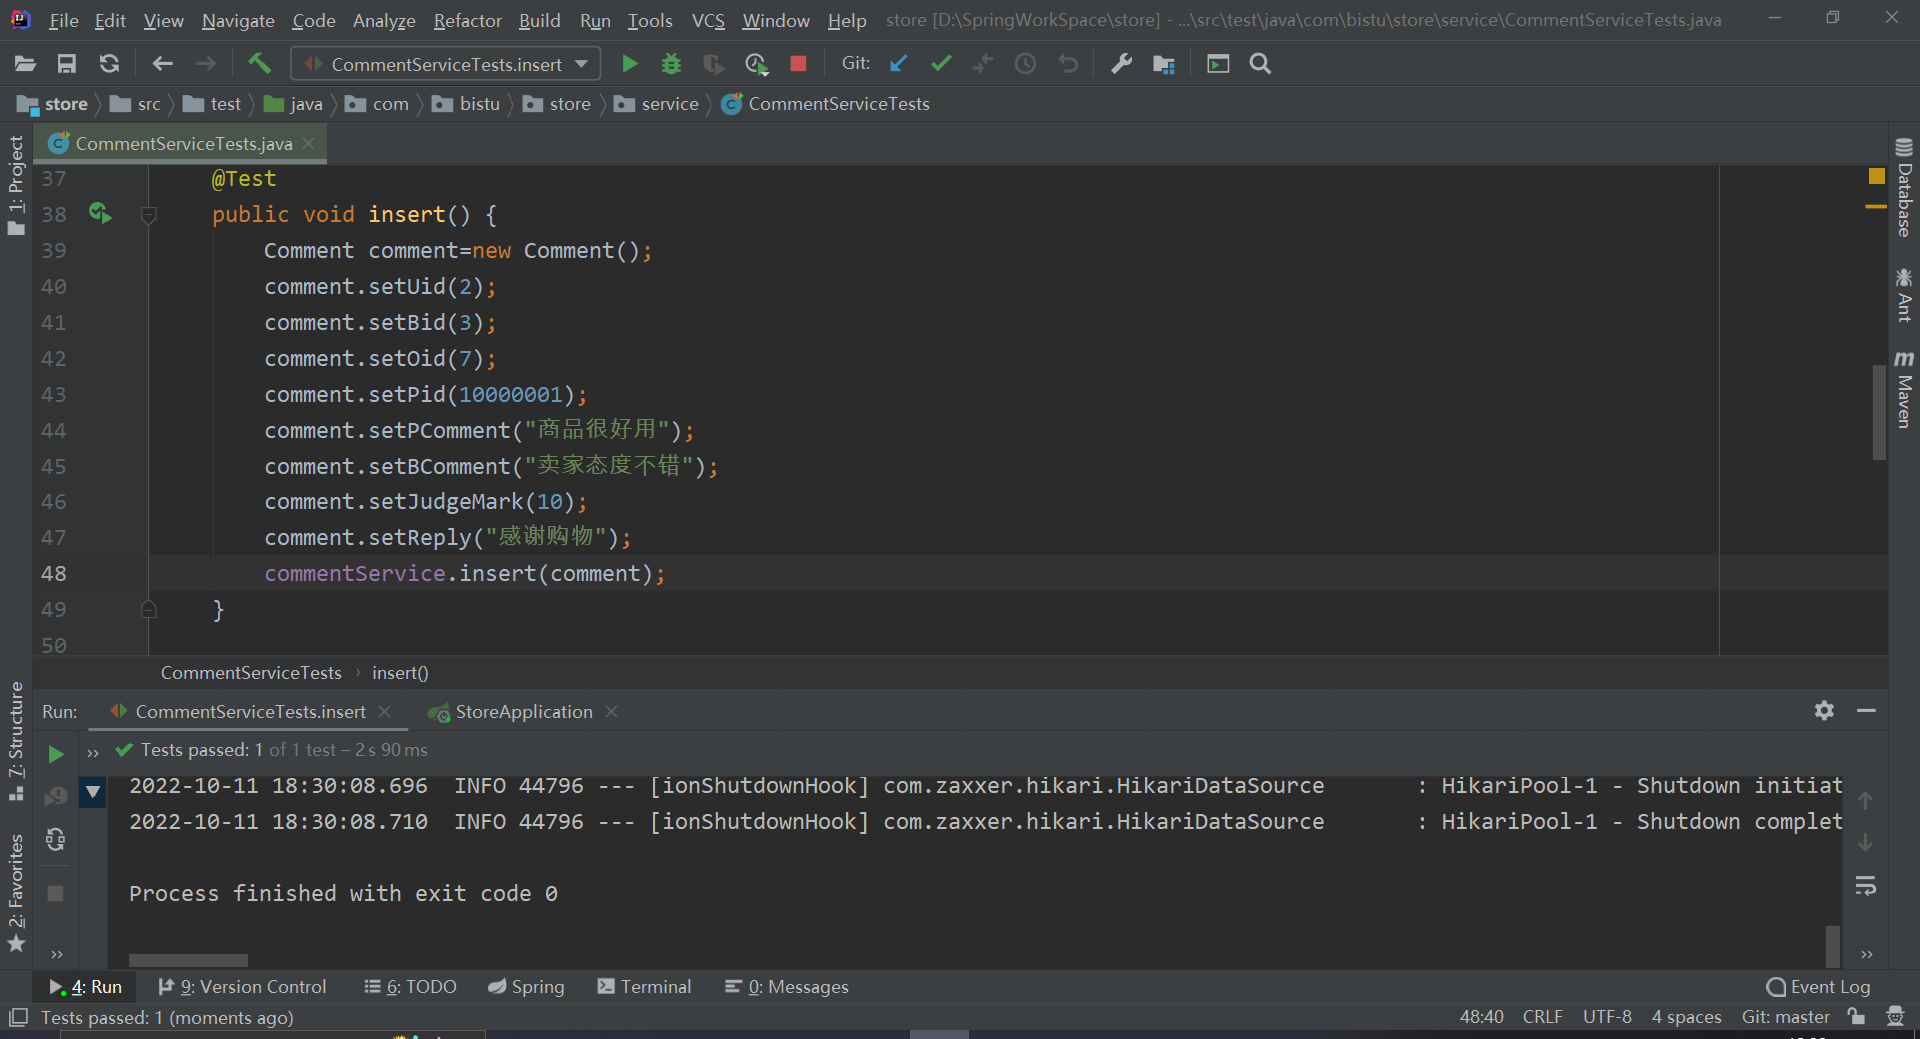 File Edit View Navigate Code Analyze Refactor Build Run Tools VCS Window Help store [D:\SpringWorkSpace\store] - ...\src\test\java\com\bistu\store\service\CommentServiceTests.java
CommentServiceTests.insert Git:
store src test java com bistu store service CommentServiceTests
1: Project
CommentServiceTests.java
Database
Ant
Maven
37 @Test
38 public void insert() {
39 Comment comment=new Comment();
40 comment.setUid(2);
41 comment.setBid(3);
42 comment.setOid(7);
43 comment.setPid(10000001);
44 comment.setPComment("商品很好用");
45 comment.setBComment("卖家态度不错");
46 comment.setJudgeMark(10);
47 comment.setReply("感谢购物");
48 commentService.insert(comment);
49 }
50
CommentServiceTests › insert()
7: Structure
2: Favorites
Run: CommentServiceTests.insert StoreApplication
» Tests passed: 1 of 1 test – 2 s 90 ms
2022-10-11 18:30:08.696 INFO 44796 --- [ionShutdownHook] com.zaxxer.hikari.HikariDataSource : HikariPool-1 - Shutdown initiat
2022-10-11 18:30:08.710 INFO 44796 --- [ionShutdownHook] com.zaxxer.hikari.HikariDataSource : HikariPool-1 - Shutdown complet
Process finished with exit code 0
4: Run 9: Version Control 6: TODO Spring Terminal 0: Messages Event Log
Tests passed: 1 (moments ago) 48:40 CRLF UTF-8 4 spaces Git: master